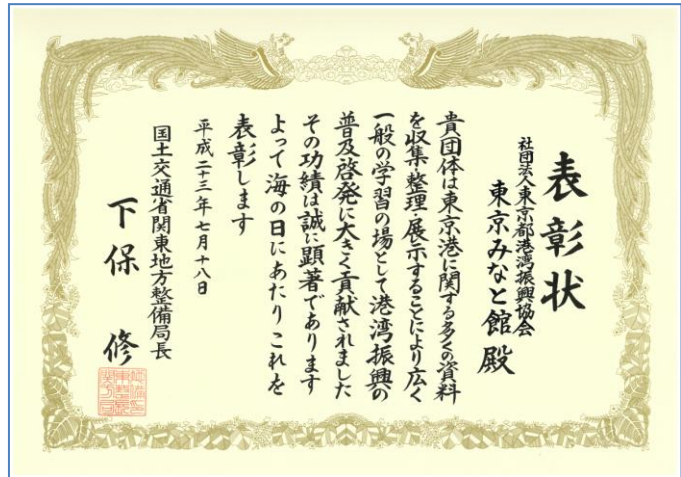 表彰状
社団法人東京都港湾振興協会
東京みなと館殿
貴団体は東京港に関する多くの資料
を収集・整理・展示することにより広く
一般の学習の場として港湾振興の
普及啓発に大きく貢献されました
その功績は誠に顕著であります
よって海の日にあたりこれを
表彰します
平成二十三年七月十八日
国土交通省関東地方整備局長
下保修